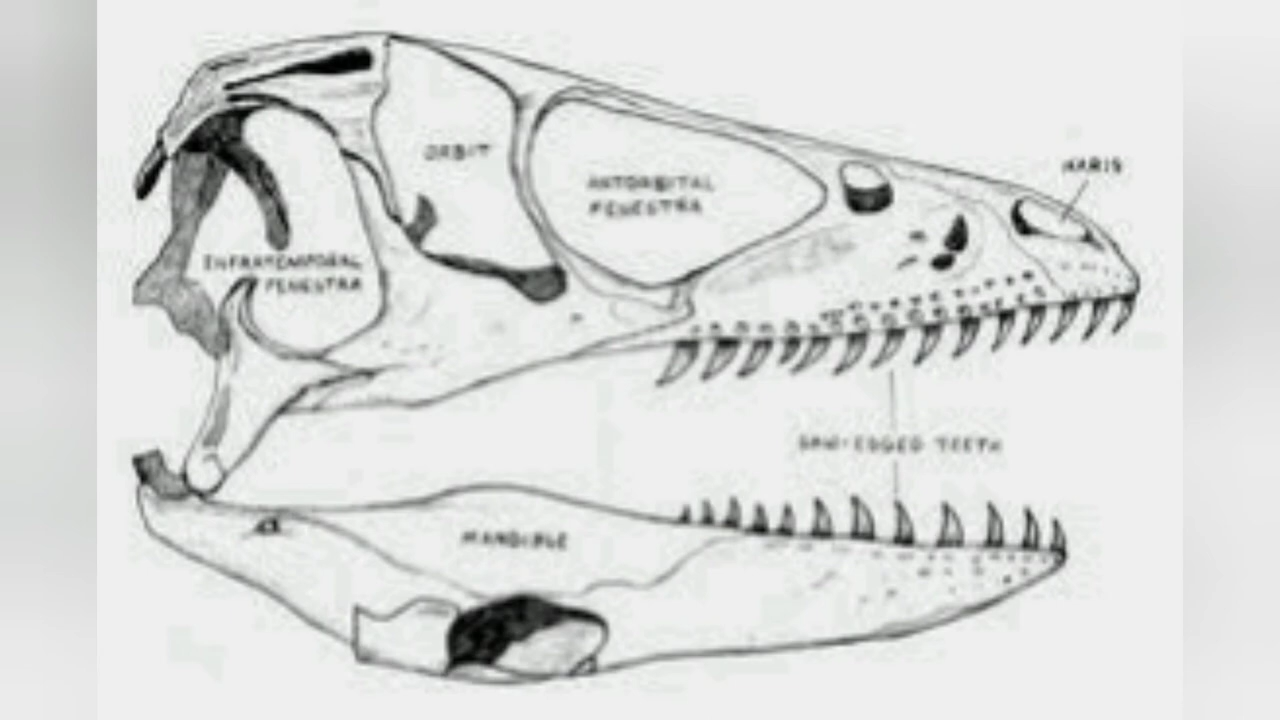 NARIS
ORBIT
ANTORBITAL
FENESTRA
INFRATEMPORAL
FENESTRA
SAW-EDGED TEETH
MANDIBLE